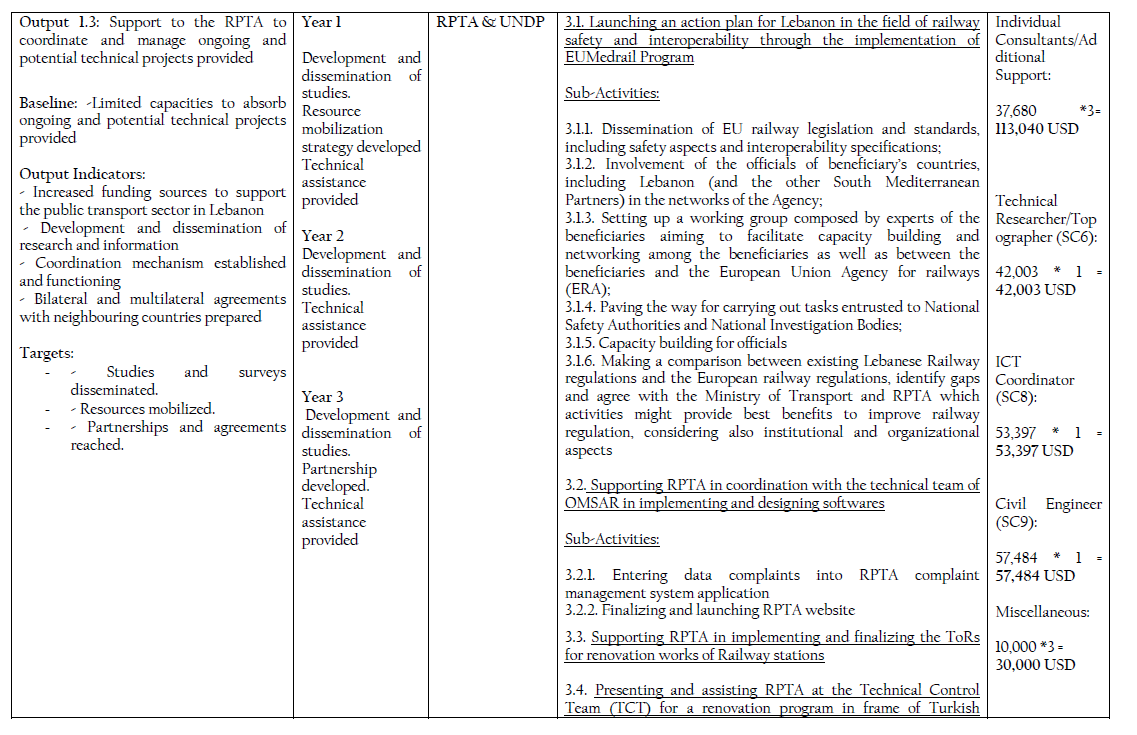 Output 1.3: Support to the RPTA to
coordinate and manage ongoing and
potential technical projects provided
Baseline: -Limited capacities to absorb
ongoing and potential technical projects
provided
Output Indicators:
- Increased funding sources to support
the public transport sector in Lebanon
- Development and dissemination of
research and information
- Coordination mechanism established
and functioning
- Bilateral and multilateral agreements
with neighbouring countries prepared
Targets:
- - Studies and surveys
disseminated.
- - Resources mobilized.
- - Partnerships and agreements
reached.
Year 1
Development and
dissemination of
studies.
Resource
mobilization
strategy developed
Technical
assistance
provided
Year 2
Development and
dissemination of
studies.
Technical
assistance
provided
Year 3
Development and
dissemination of
studies.
Partnership
developed.
Technical
assistance
provided
RPTA & UNDP
3.1. Launching an action plan for Lebanon in the field of railway
safety and interoperability through the implementation of
EUMedrail Program
Sub-Activities:
3.1.1. Dissemination of EU railway legislation and standards,
including safety aspects and interoperability specifications;
3.1.2. Involvement of the officials of beneficiary's countries,
including Lebanon (and the other South Mediterranean
Partners) in the networks of the Agency;
3.1.3. Setting up a working group composed by experts of the
beneficiaries aiming to facilitate capacity building and
networking among the beneficiaries as well as between the
beneficiaries and the European Union Agency for railways
(ERA);
3.1.4. Paving the way for carrying out tasks entrusted to National
Safety Authorities and National Investigation Bodies;
3.1.5. Capacity building for officials
3.1.6. Making a comparison between existing Lebanese Railway
regulations and the European railway regulations, identify gaps
and agree with the Ministry of Transport and RPTA which
activities might provide best benefits to improve railway
regulation, considering also institutional and organizational
aspects
3.2. Supporting RPTA in coordination with the technical team of
OMSAR in implementing and designing softwares
Sub-Activities:
3.2.1. Entering data complaints into RPTA complaint
management system application
3.2.2. Finalizing and launching RPTA website
3.3. Supporting RPTA in implementing and finalizing the ToRs
for renovation works of Railway stations
3.4. Presenting and assisting RPTA at the Technical Control
Team (TCT) for a renovation program in frame of Turkish
Individual
Consultants/Ad
ditional
Support:
37,680 *3=
113,040 USD
Technical
Researcher/Top
ographer (SC6):
42,003 * 1 =
42,003 USD
ICT
Coordinator
(SC8):
53,397 * 1 =
53,397 USD
Civil Engineer
(SC9):
57,484 * 1 =
57,484 USD
Miscellaneous:
10,000 *3 =
30,000 USD